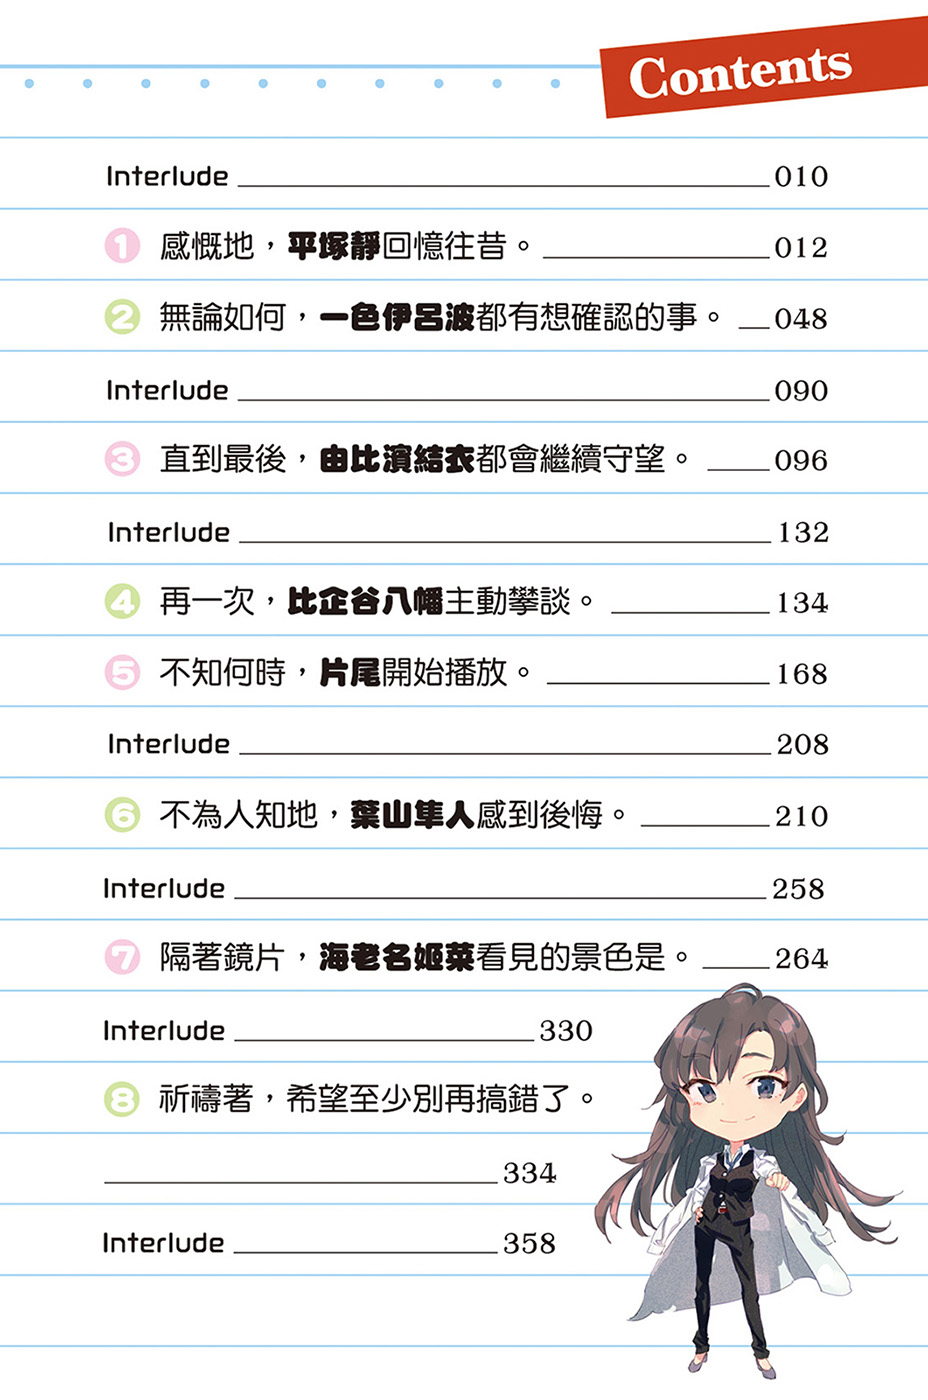 Contents
Interlude 010
1 感慨地，平塚靜回憶往昔。 012
2 無論如何，一色伊呂波都有想確認的事。 048
Interlude 090
3 直到最後，由比濱結衣都會繼續守望。 096
Interlude 132
4 再一次，比企谷八幡主動攀談。 134
5 不知何時，片尾開始播放。 168
Interlude 208
6 不為人知地，葉山隼人感到後悔。 210
Interlude 258
7 隔著鏡片，海老名姬菜看見的景色是。 264
Interlude 330
8 祈禱著，希望至少別再搞錯了。
334
Interlude 358